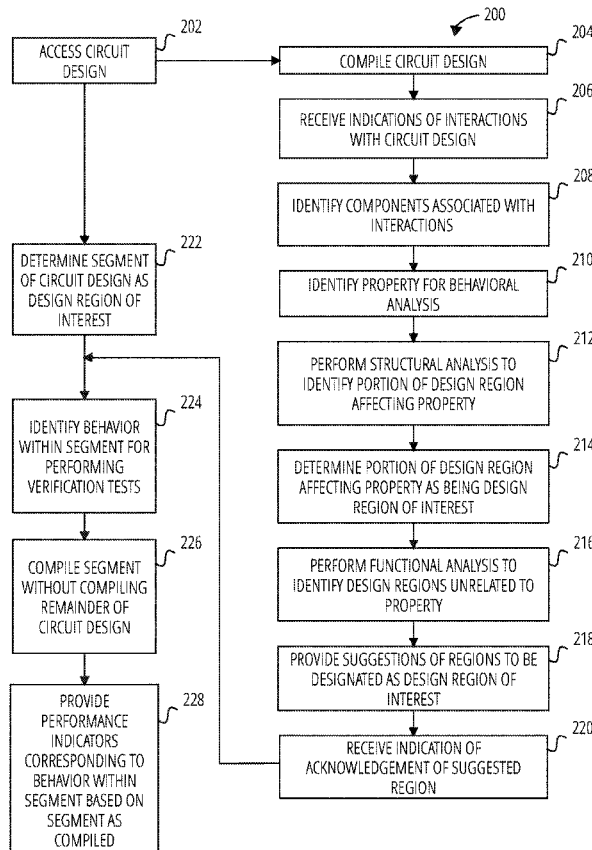 200
202
ACCESS CIRCUIT
DESIGN
204
COMPILE CIRCUIT DESIGN
206
RECEIVE INDICATIONS OF INTERACTIONS
WITH CIRCUIT DESIGN
208
IDENTIFY COMPONENTS ASSOCIATED WITH
INTERACTIONS
210
IDENTIFY PROPERTY FOR BEHAVIORAL
ANALYSIS
212
PERFORM STRUCTURAL ANALYSIS TO
IDENTIFY PORTION OF DESIGN REGION
AFFECTING PROPERTY
214
DETERMINE PORTION OF DESIGN REGION
AFFECTING PROPERTY AS BEING DESIGN
REGION OF INTEREST
216
PERFORM FUNCTIONAL ANALYSIS TO
IDENTIFY DESIGN REGIONS UNRELATED TO
PROPERTY
218
PROVIDE SUGGESTIONS OF REGIONS TO BE
DESIGNATED AS DESIGN REGION OF
INTEREST
220
RECEIVE INDICATION OF
ACKNOWLEDGEMENT OF SUGGESTED
REGION
222
DETERMINE SEGMENT
OF CIRCUIT DESIGN AS
DESIGN REGION OF
INTEREST
224
IDENTIFY BEHAVIOR
WITHIN SEGMENT FOR
PERFORMING
VERIFICATION TESTS
226
COMPILE SEGMENT
WITHOUT COMPILING
REMAINDER OF
CIRCUIT DESIGN
228
PROVIDE
PERFORMANCE
INDICATORS
CORRESPONDING TO
BEHAVIOR WITHIN
SEGMENT BASED ON
SEGMENT AS
COMPILED